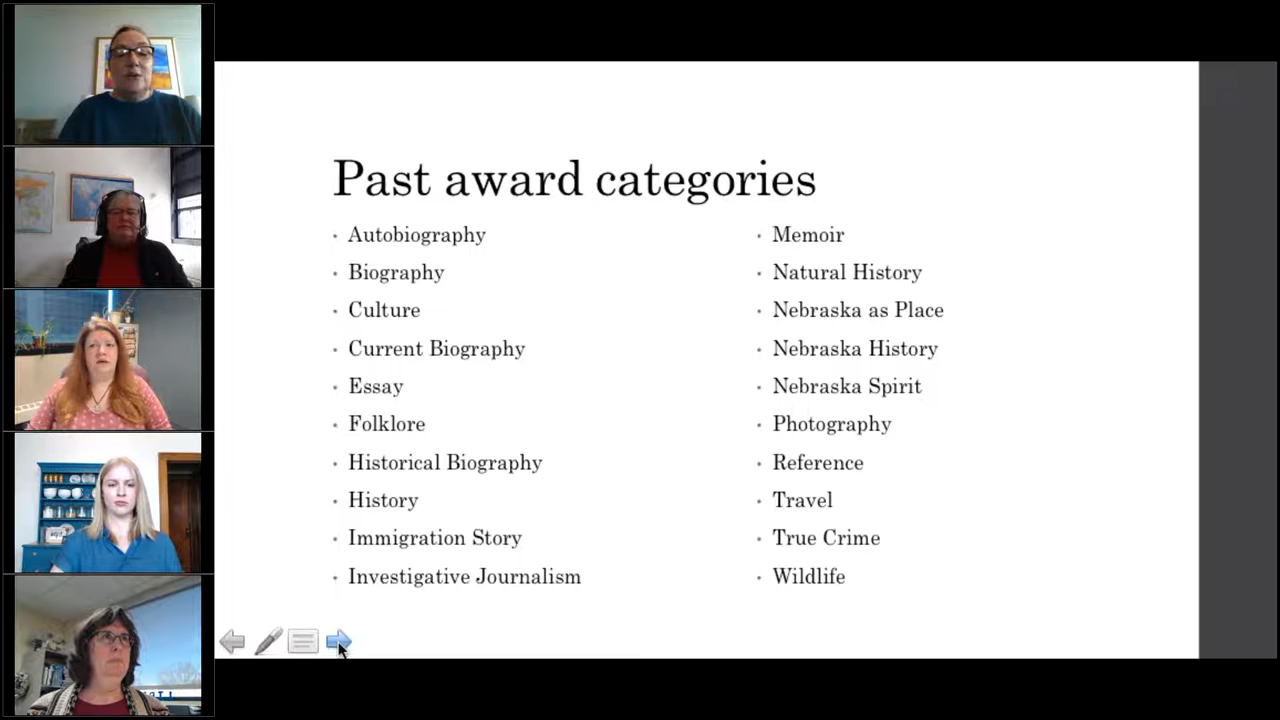 Past award categories
Autobiography
Biography
Culture
Current Biography
Essay
Folklore
Historical Biography
History
Immigration Story
Investigative Journalism
Memoir
Natural History
Nebraska as Place
Nebraska History
Nebraska Spirit
Photography
Reference
Travel
True Crime
Wildlife